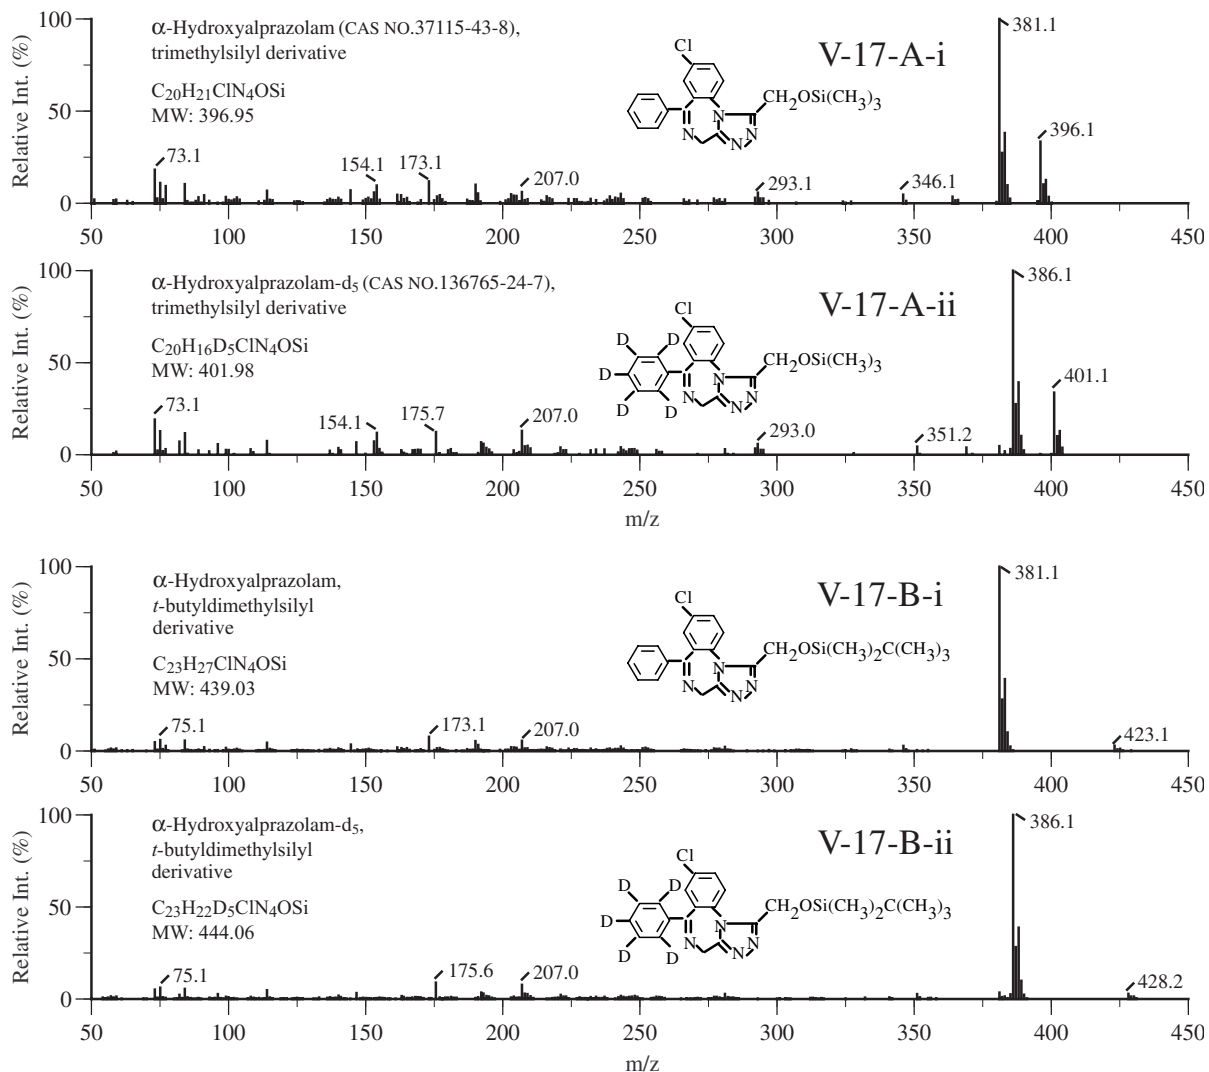 α-Hydroxyalprazolam (CAS NO.37115-43-8),
trimethylsilyl derivative
C20H21ClN4OSi
MW: 396.95
V-17-A-i
Cl
N
N
N
N
CH2OSi(CH3)3
Relative Int. (%)
100
50
0
73.1
154.1
173.1
207.0
293.1
346.1
381.1
396.1
50
100
150
200
250
300
350
400
450
α-Hydroxyalprazolam-d5 (CAS NO.136765-24-7),
trimethylsilyl derivative
C20H16D5ClN4OSi
MW: 401.98
V-17-A-ii
Cl
D
D
D
D
D
N
N
N
N
CH2OSi(CH3)3
Relative Int. (%)
100
50
0
73.1
154.1
175.7
207.0
293.0
351.2
386.1
401.1
50
100
150
200
250
300
350
400
450
m/z
α-Hydroxyalprazolam,
t-butyldimethylsilyl
derivative
C23H27ClN4OSi
MW: 439.03
V-17-B-i
Cl
N
N
N
N
CH2OSi(CH3)2C(CH3)3
Relative Int. (%)
100
50
0
75.1
173.1
207.0
381.1
423.1
50
100
150
200
250
300
350
400
450
α-Hydroxyalprazolam-d5,
t-butyldimethylsilyl
derivative
C23H22D5ClN4OSi
MW: 444.06
V-17-B-ii
Cl
D
D
D
D
D
N
N
N
N
CH2OSi(CH3)2C(CH3)3
Relative Int. (%)
100
50
0
75.1
175.6
207.0
386.1
428.2
50
100
150
200
250
300
350
400
450
m/z